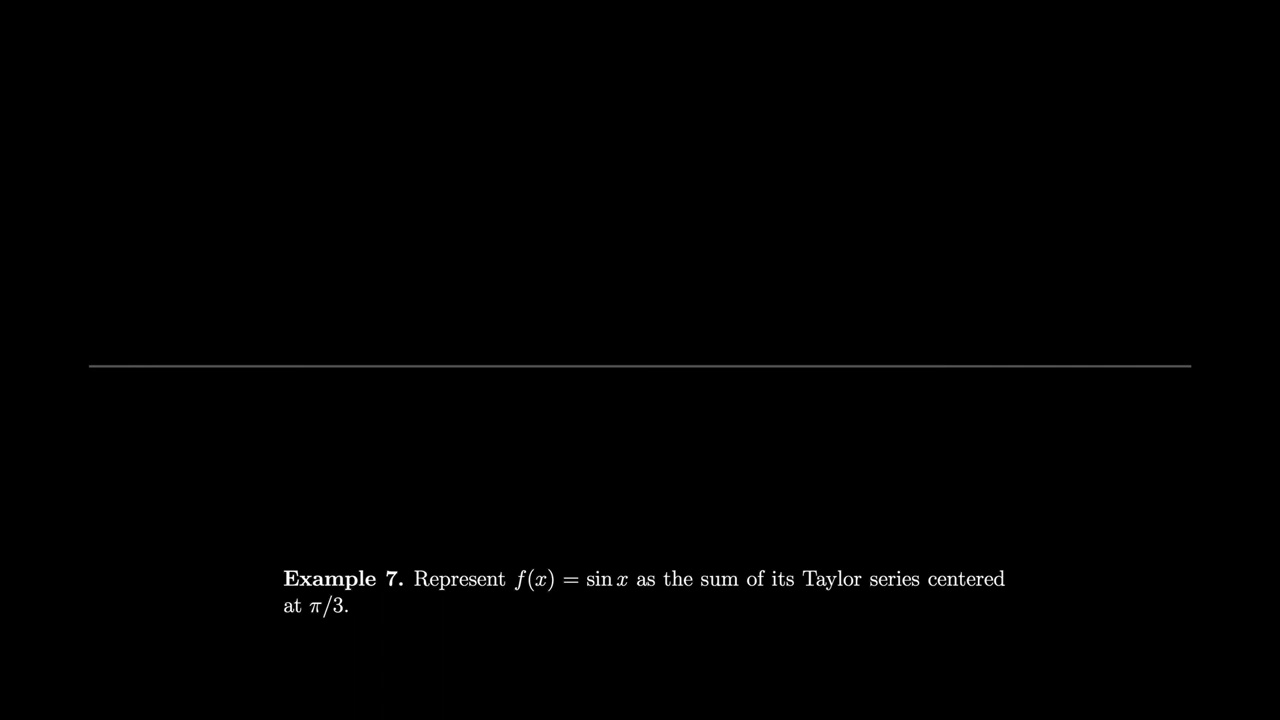 Example 7. Represent f(x) = sin x as the sum of its Taylor series centered
at π/3.